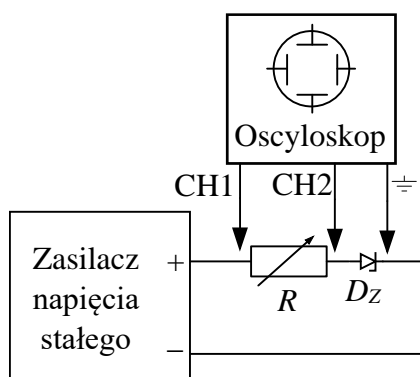 Oscyloskop
CH1
CH2
Zasilacz
napięcia
stałego
+
−
R
DZ